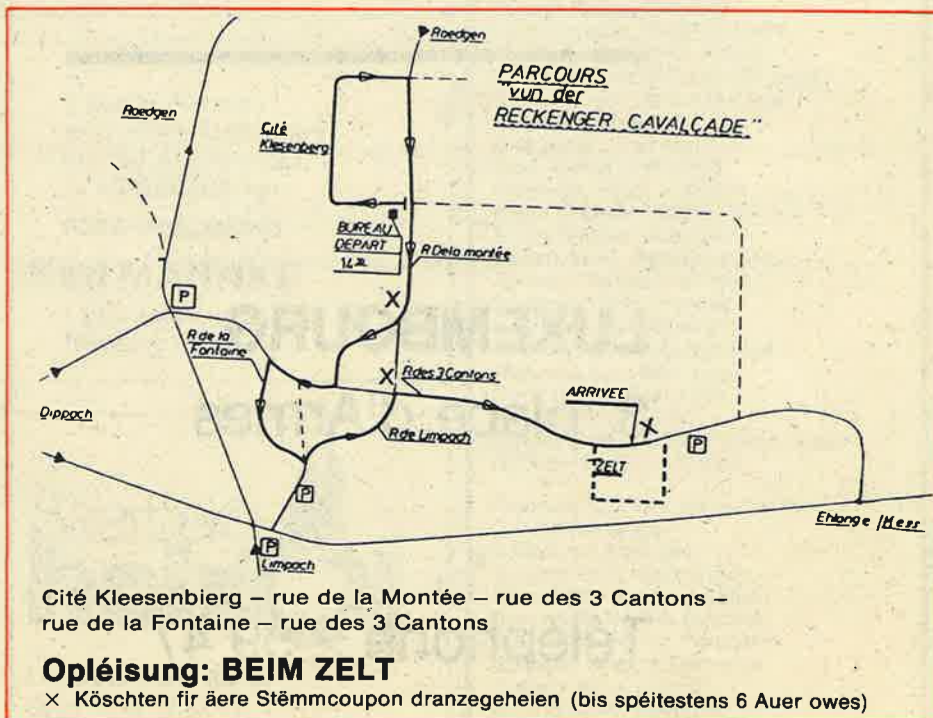 Roedgen
PARCOURS
vun der
RECKENGER CAVALCADE"
Roedgen
Cité
Klesenberg
BUREAU
DEPART
14
R De la montée
P
R de la
Fontaine
R des 3 Cantons
ARRIVEE
Dippach
R de Limpach
P
"ZELT
P
Ehlange / Mess
P
Limpach
Cité Kleesenbierg – rue de la Montée – rue des 3 Cantons –
rue de la Fontaine – rue des 3 Cantons
Opléisung: BEIM ZELT
× Köschten fir äere Stëmmcoupon dranzegeheien (bis spéitestens 6 Auer owes)